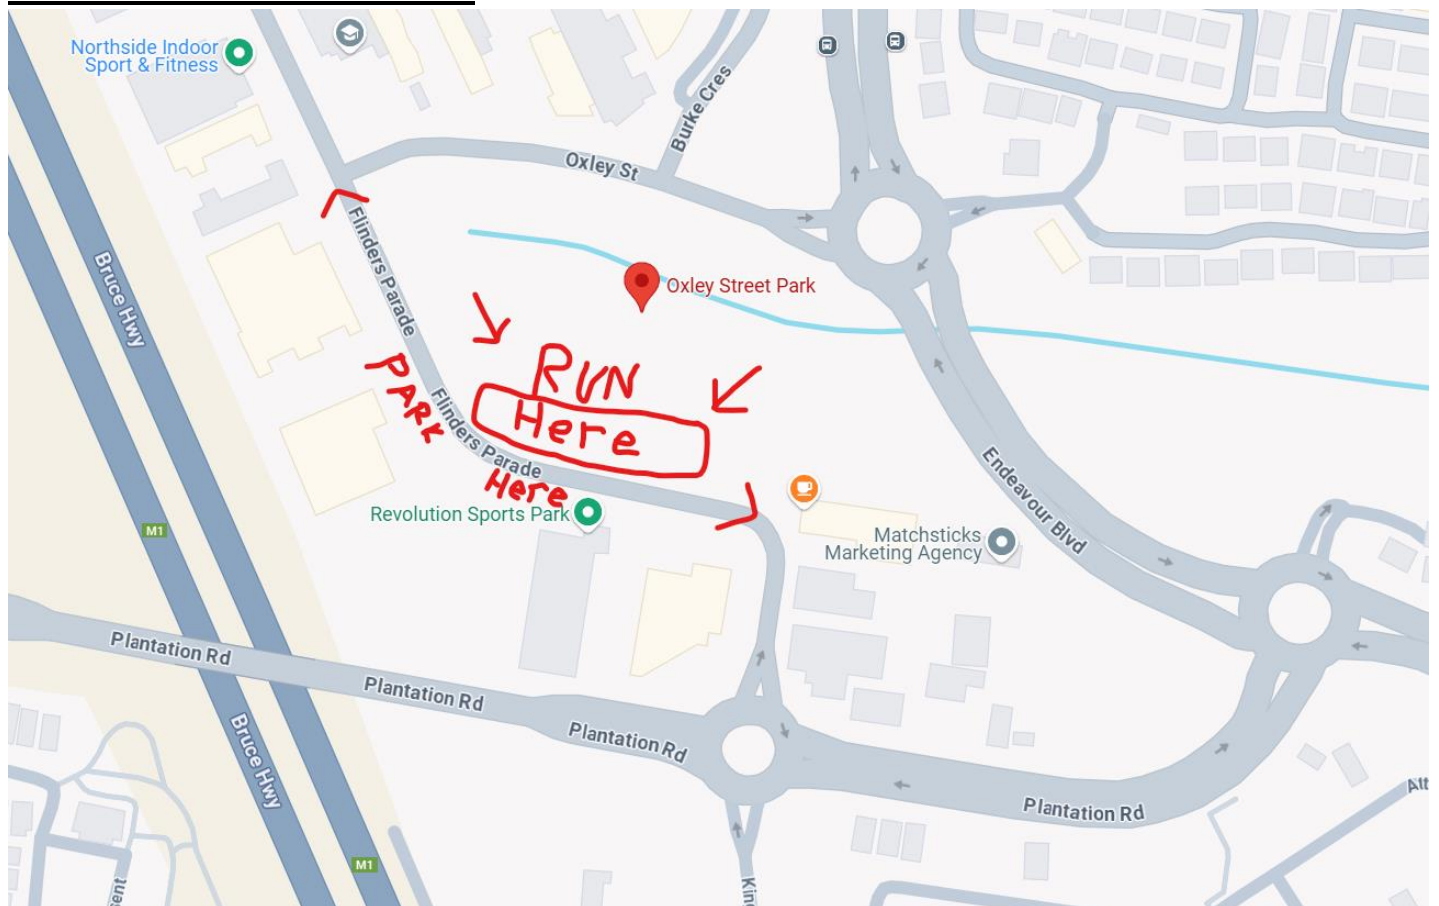 Northside Indoor
Sport & Fitness
Burke Cres
Oxley St
Flinders Parade
Bruce Hwy
Oxley Street Park
RUN
Here
PARK
Here
Flinders Parade
Revolution Sports Park
Matchsticks
Marketing Agency
Endeavour Blvd
M1
Plantation Rd
Plantation Rd
Plantation Rd
Bruce Hwy
Plantation Rd
M1